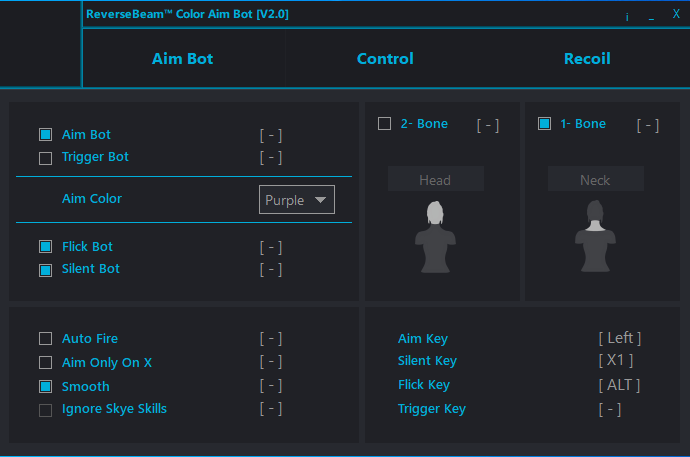 ReverseBeam™ Color Aim Bot [V2.0]
i _ X
Aim Bot Control Recoil
Aim Bot [ - ]
Trigger Bot [ - ]
Aim Color Purple
Flick Bot [ - ]
Silent Bot [ - ]
2- Bone [ - ]
Head
1- Bone [ - ]
Neck
Auto Fire [ - ]
Aim Only On X [ - ]
Smooth [ - ]
Ignore Skye Skills [ - ]
Aim Key [ Left ]
Silent Key [ X1 ]
Flick Key [ ALT ]
Trigger Key [ - ]